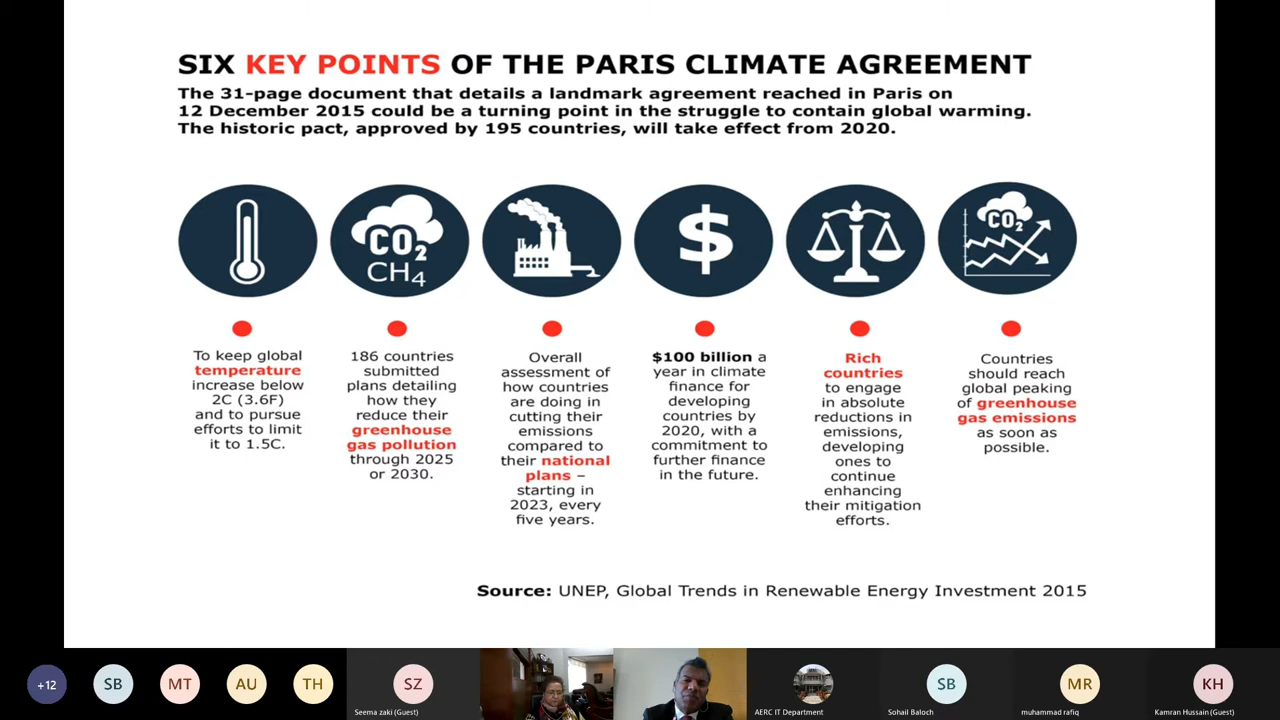 SIX KEY POINTS OF THE PARIS CLIMATE AGREEMENT
The 31-page document that details a landmark agreement reached in Paris on
12 December 2015 could be a turning point in the struggle to contain global warming.
The historic pact, approved by 195 countries, will take effect from 2020.
CO2
CH4
$
CO2
To keep global
temperature
increase below
2C (3.6F)
and to pursue
efforts to limit
it to 1.5C.
186 countries
submitted
plans detailing
how they
reduce their
greenhouse
gas pollution
through 2025
or 2030.
Overall
assessment of
how countries
are doing in
cutting their
emissions
compared to
their national
plans –
starting in
2023, every
five years.
$100 billion a
year in climate
finance for
developing
countries by
2020, with a
commitment to
further finance
in the future.
Rich
countries
to engage
in absolute
reductions in
emissions,
developing
ones to
continue
enhancing
their mitigation
efforts.
Countries
should reach
global peaking
of greenhouse
gas emissions
as soon as
possible.
Source: UNEP, Global Trends in Renewable Energy Investment 2015
+12
SB
MT
AU
TH
SZ
Seema zaki (Guest)
AERC IT Department
SB
Sohail Baloch
MR
muhammad rafiq
KH
Kamran Hussain (Guest)